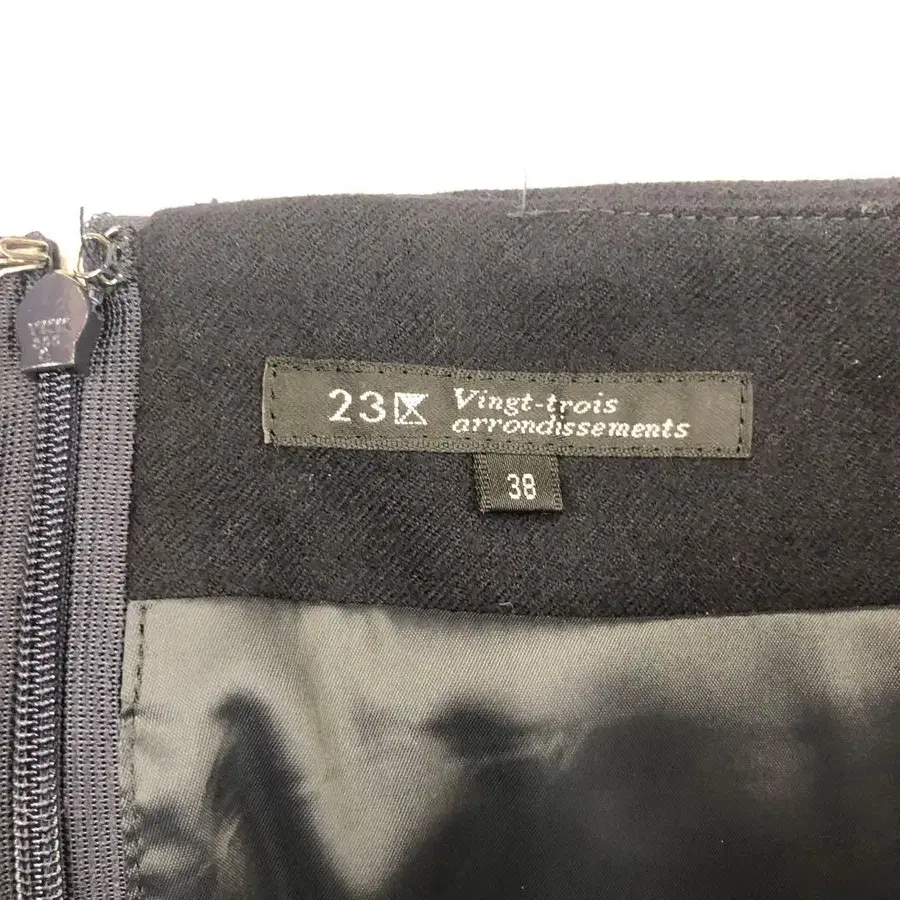 23区 Vingt-trois
arrondissements
38